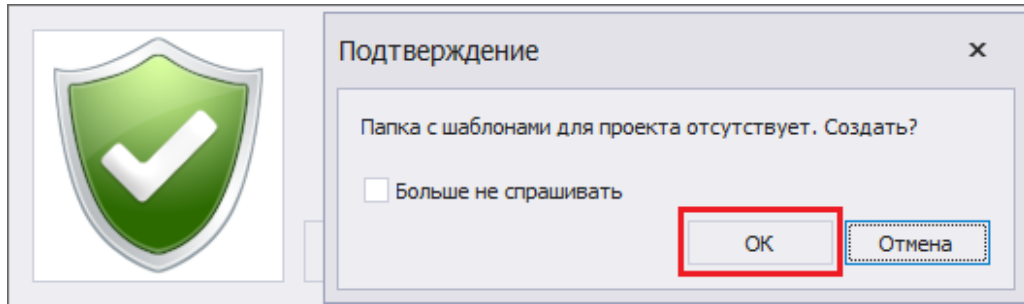 Подтверждение
Папка с шаблонами для проекта отсутствует. Создать?
Больше не спрашивать
ОК
Отмена